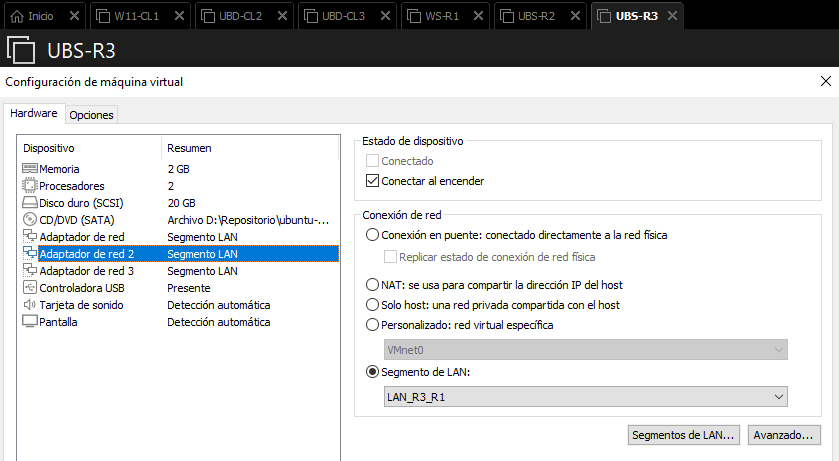 Inicio W11-CL1 UBD-CL2 UBD-CL3 WS-R1 UBS-R2 UBS-R3
UBS-R3
Configuración de máquina virtual
Hardware Opciones
Dispositivo Resumen
Memoria 2 GB
Procesadores 2
Disco duro (SCSI) 20 GB
CD/DVD (SATA) Archivo D:\Repositorio\ubuntu-...
Adaptador de red Segmento LAN
Adaptador de red 2 Segmento LAN
Adaptador de red 3 Segmento LAN
Controladora USB Presente
Tarjeta de sonido Detección automática
Pantalla Detección automática
Estado de dispositivo
Conectado
Conectar al encender
Conexión de red
Conexión en puente: conectado directamente a la red física
Replicar estado de conexión de red física
NAT: se usa para compartir la dirección IP del host
Solo host: una red privada compartida con el host
Personalizado: red virtual específica
VMnet0
Segmento de LAN:
LAN_R3_R1
Segmentos de LAN... Avanzado...